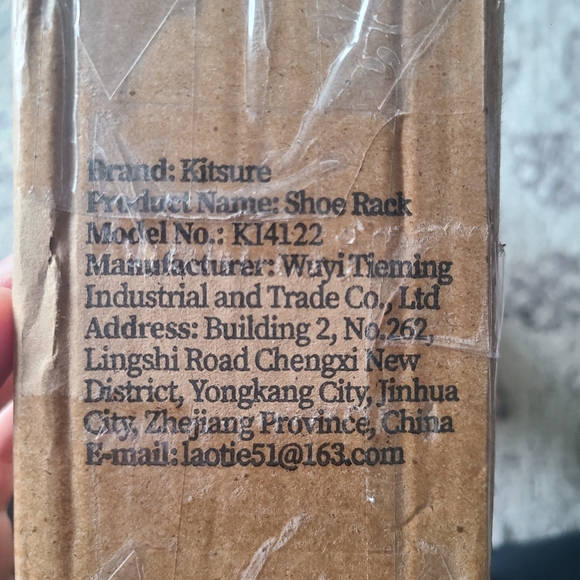 Brand: Kitsure
Product Name: Shoe Rack
Model No.: KI4122
Manufacturer: Wuyi Tieming
Industrial and Trade Co., Ltd
Address: Building 2, No.262,
Lingshi Road Chengxi New
District, Yongkang City, Jinhua
City, Zhejiang Province, China
E-mail: laotie51@163.com